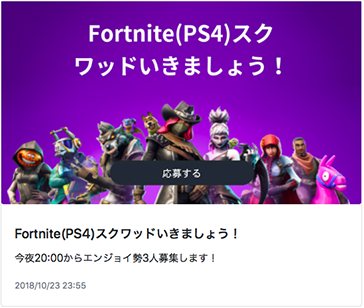 Fortnite(PS4)スク
ワッドいきましょう！
応募する
Fortnite(PS4)スクワッドいきましょう！
今夜20:00からエンジョイ勢3人募集します！
2018/10/23 23:55